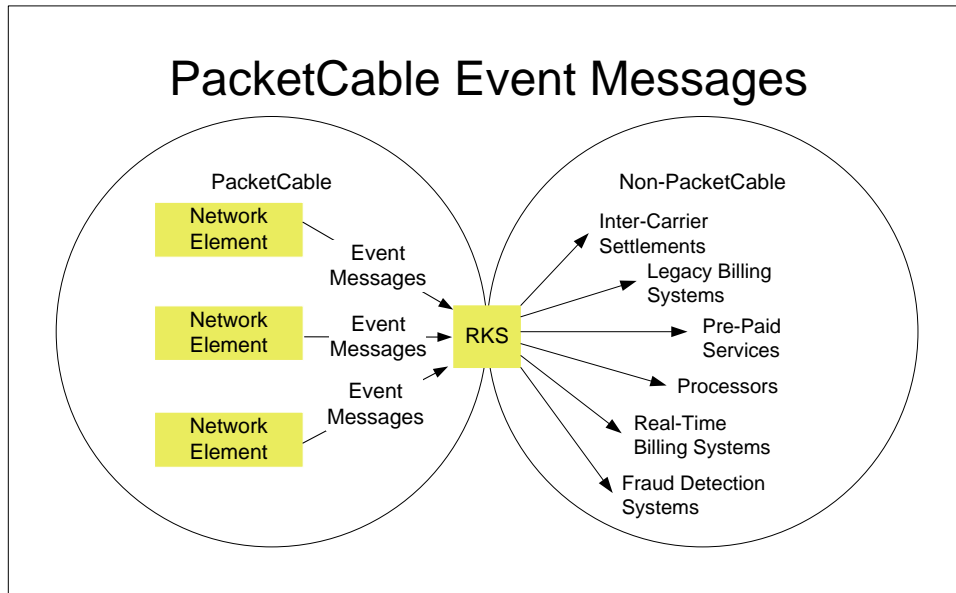 PacketCable Event Messages
PacketCable
Non-PacketCable
Network
Element
Event
Messages
Network
Element
Event
Messages
Network
Element
Event
Messages
RKS
Inter-Carrier
Settlements
Legacy Billing
Systems
Pre-Paid
Services
Processors
Real-Time
Billing Systems
Fraud Detection
Systems